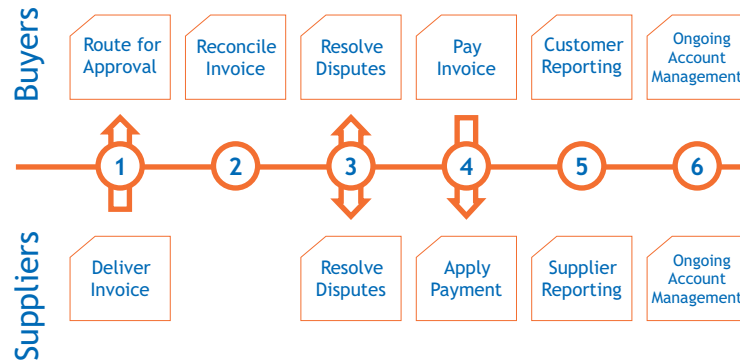 Buyers
Route for
Approval
Reconcile
Invoice
Resolve
Disputes
Pay
Invoice
Customer
Reporting
Ongoing
Account
Management
1
2
3
4
5
6
Suppliers
Deliver
Invoice
Resolve
Disputes
Apply
Payment
Supplier
Reporting
Ongoing
Account
Management